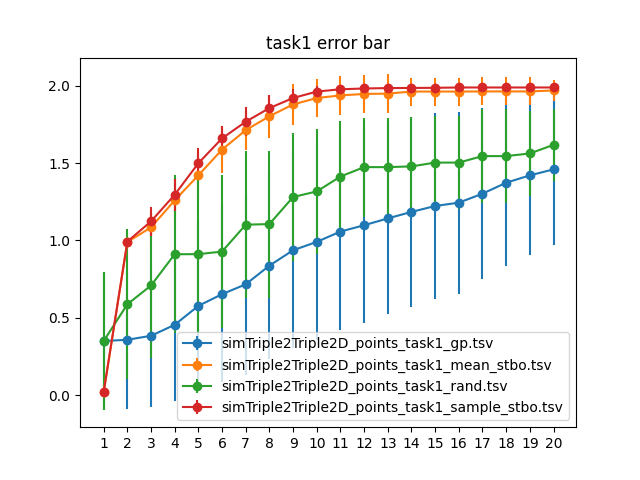 task1 error bar
2.0
1.5
1.0
0.5
0.0
simTriple2Triple2D_points_task1_gp.tsv
simTriple2Triple2D_points_task1_mean_stbo.tsv
simTriple2Triple2D_points_task1_rand.tsv
simTriple2Triple2D_points_task1_sample_stbo.tsv
1 2 3 4 5 6 7 8 9 10 11 12 13 14 15 16 17 18 19 20